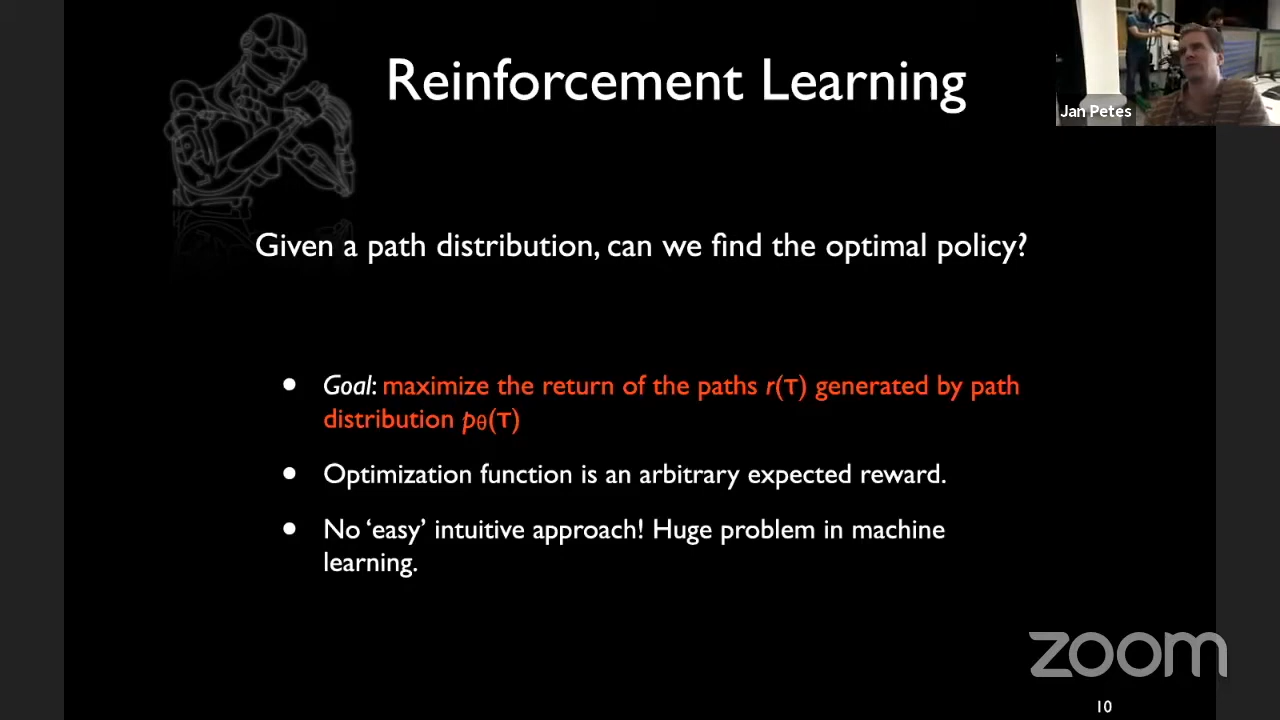 Reinforcement Learning
Jan Petes
Given a path distribution, can we find the optimal policy?
• Goal: maximize the return of the paths r(τ) generated by path
distribution pθ(τ)
• Optimization function is an arbitrary expected reward.
• No ‘easy’ intuitive approach! Huge problem in machine
learning.
zoom
10